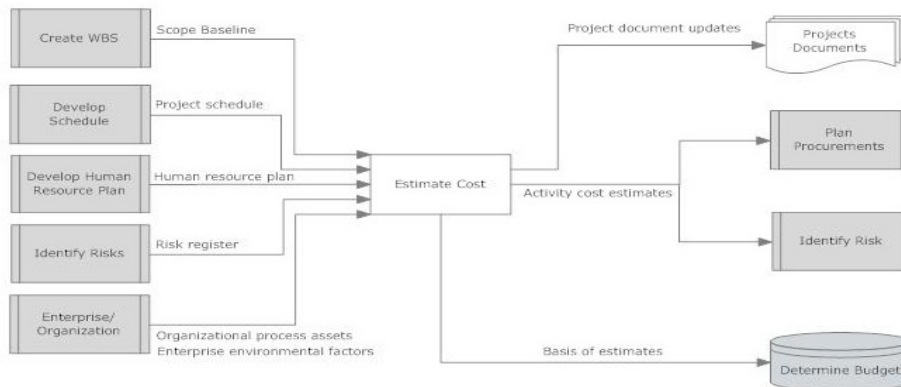 Create WBS
Scope Baseline
Develop
Schedule
Project schedule
Develop Human
Resource Plan
Human resource plan
Identify Risks
Risk register
Enterprise/
Organization
Organizational process assets
Enterprise environmental factors
Estimate Cost
Project document updates
Projects
Documents
Activity cost estimates
Plan
Procurements
Identify Risk
Basis of estimates
Determine Budget